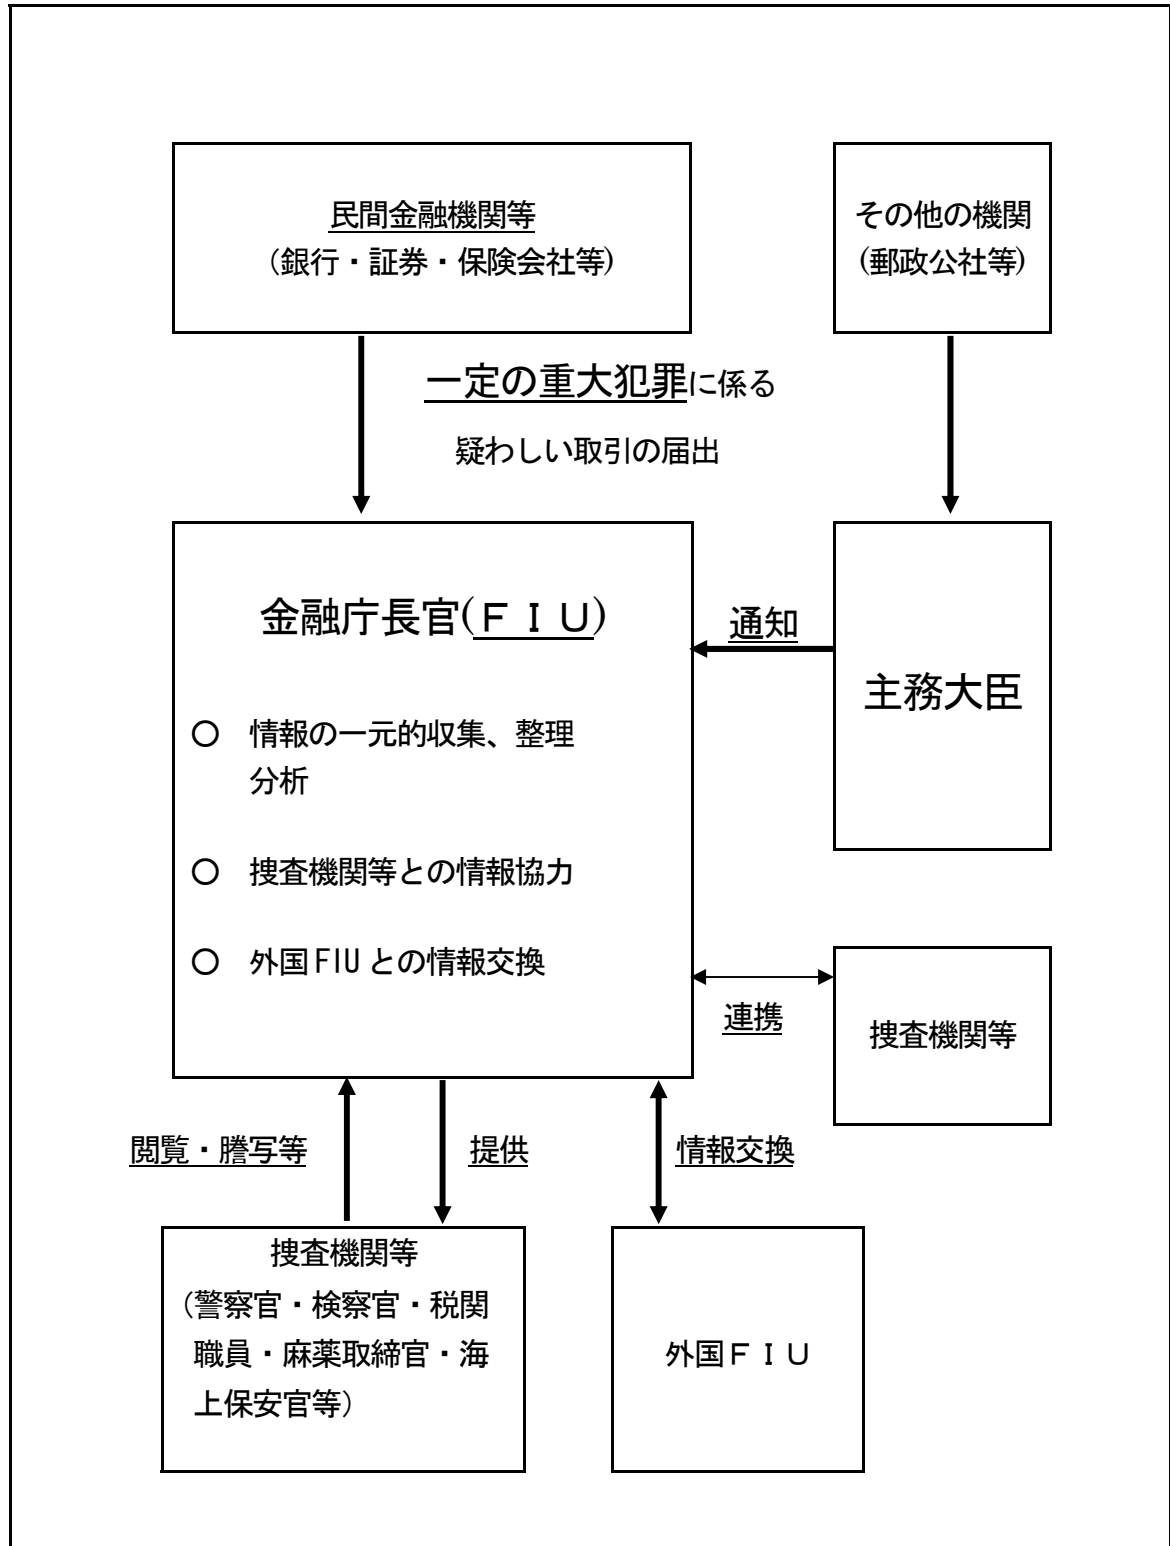 民間金融機関等
（銀行・証券・保険会社等）
その他の機関
（郵政公社等）
一定の重大犯罪に係る
疑わしい取引の届出
金融庁長官(ＦＩＵ)
○　情報の一元的収集、整理
分析
○　捜査機関等との情報協力
○　外国FIUとの情報交換
通知
主務大臣
連携
捜査機関等
閲覧・謄写等
提供
情報交換
捜査機関等
（警察官・検察官・税関
職員・麻薬取締官・海
上保安官等）
外国ＦＩＵ